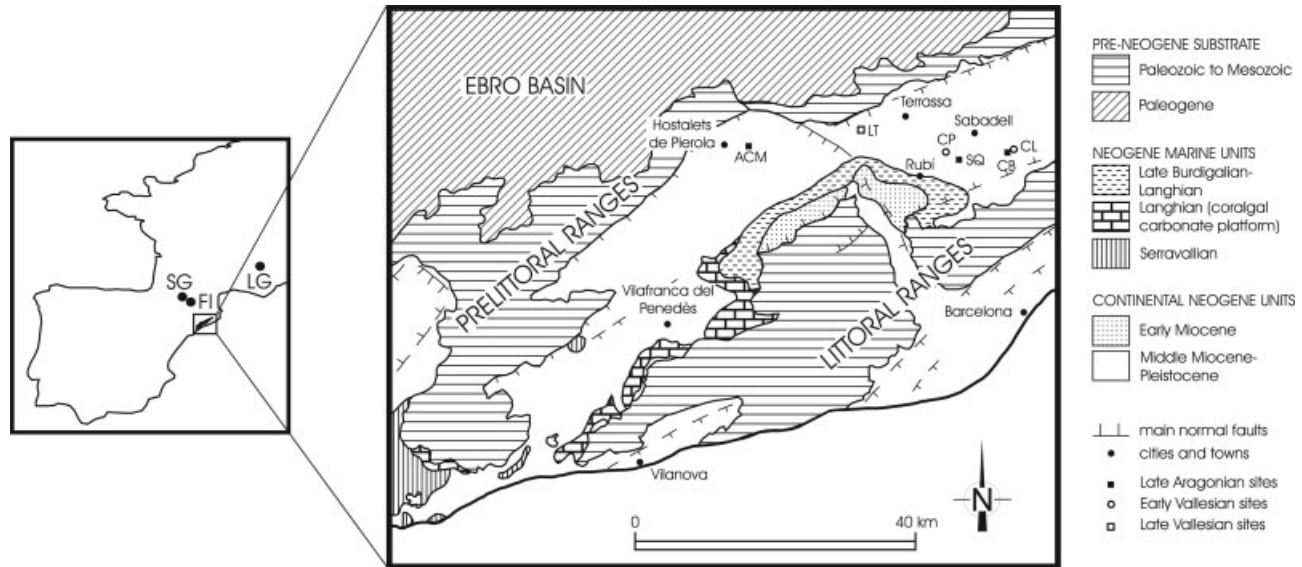 SG
FI
LG
EBRO BASIN
PRELITTORAL RANGES
LITTORAL RANGES
Hostalets
de Pierola
ACM
LT
Terrassa
Sabadell
CP
SQ
CL
CB
Rubí
Vilafranca del
Penedès
Barcelona
Vilanova
0 40 km
N
PRE-NEOGENE SUBSTRATE
Paleozoic to Mesozoic
Paleogene
NEOGENE MARINE UNITS
Late Burdigalian-
Langhian
Langhian (coralgal
carbonate platform)
Serravallian
CONTINENTAL NEOGENE UNITS
Early Miocene
Middle Miocene-
Pleistocene
main normal faults
cities and towns
Late Aragonian sites
Early Vallesian sites
Late Vallesian sites